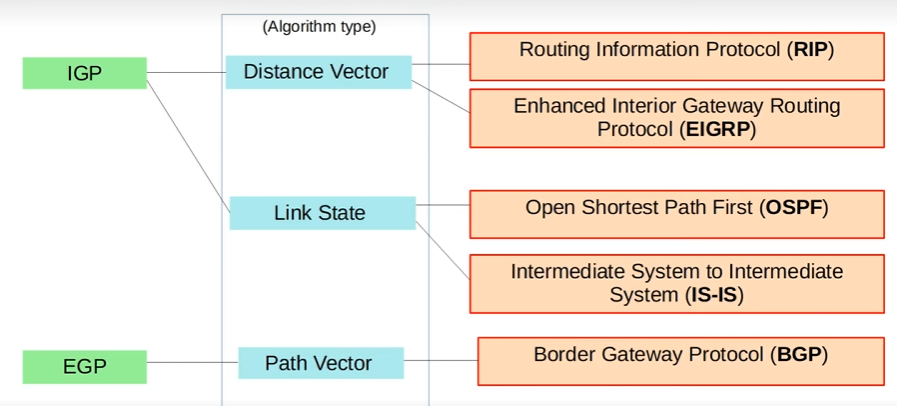 (Algorithm type)
IGP
Distance Vector
Routing Information Protocol (RIP)
Enhanced Interior Gateway Routing
Protocol (EIGRP)
Link State
Open Shortest Path First (OSPF)
Intermediate System to Intermediate
System (IS-IS)
EGP
Path Vector
Border Gateway Protocol (BGP)